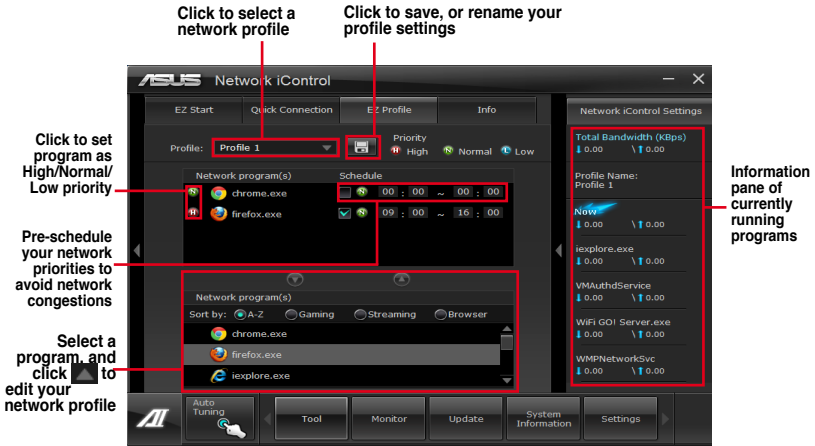 Click to select a
network profile
Click to save, or rename your
profile settings
ASUS Network iControl
EZ Start
Quick Connection
EZ Profile
Info
Network iControl Settings
Profile:
Profile 1
Priority
H High
N Normal
L Low
Click to set
program as
High/Normal/
Low priority
Network program(s)
Schedule
N chrome.exe
N 00 : 00 ~ 00 : 00
H firefox.exe
N 09 : 00 ~ 16 : 00
Pre-schedule
your network
priorities to
avoid network
congestions
Network program(s)
Sort by:
A-Z
Gaming
Streaming
Browser
chrome.exe
firefox.exe
iexplore.exe
Select a
program, and
click to
edit your
network profile
Total Bandwidth (KBps)
0.00 \ 0.00
Profile Name:
Profile 1
Now
0.00 \ 0.00
iexplore.exe
0.00 \ 0.00
VMAuthdService
0.00 \ 0.00
WiFi GO! Server.exe
0.00 \ 0.00
WMPNetworkSvc
0.00 \ 0.00
Information
pane of
currently
running
programs
AI
Auto
Tuning
Tool
Monitor
Update
System
Information
Settings